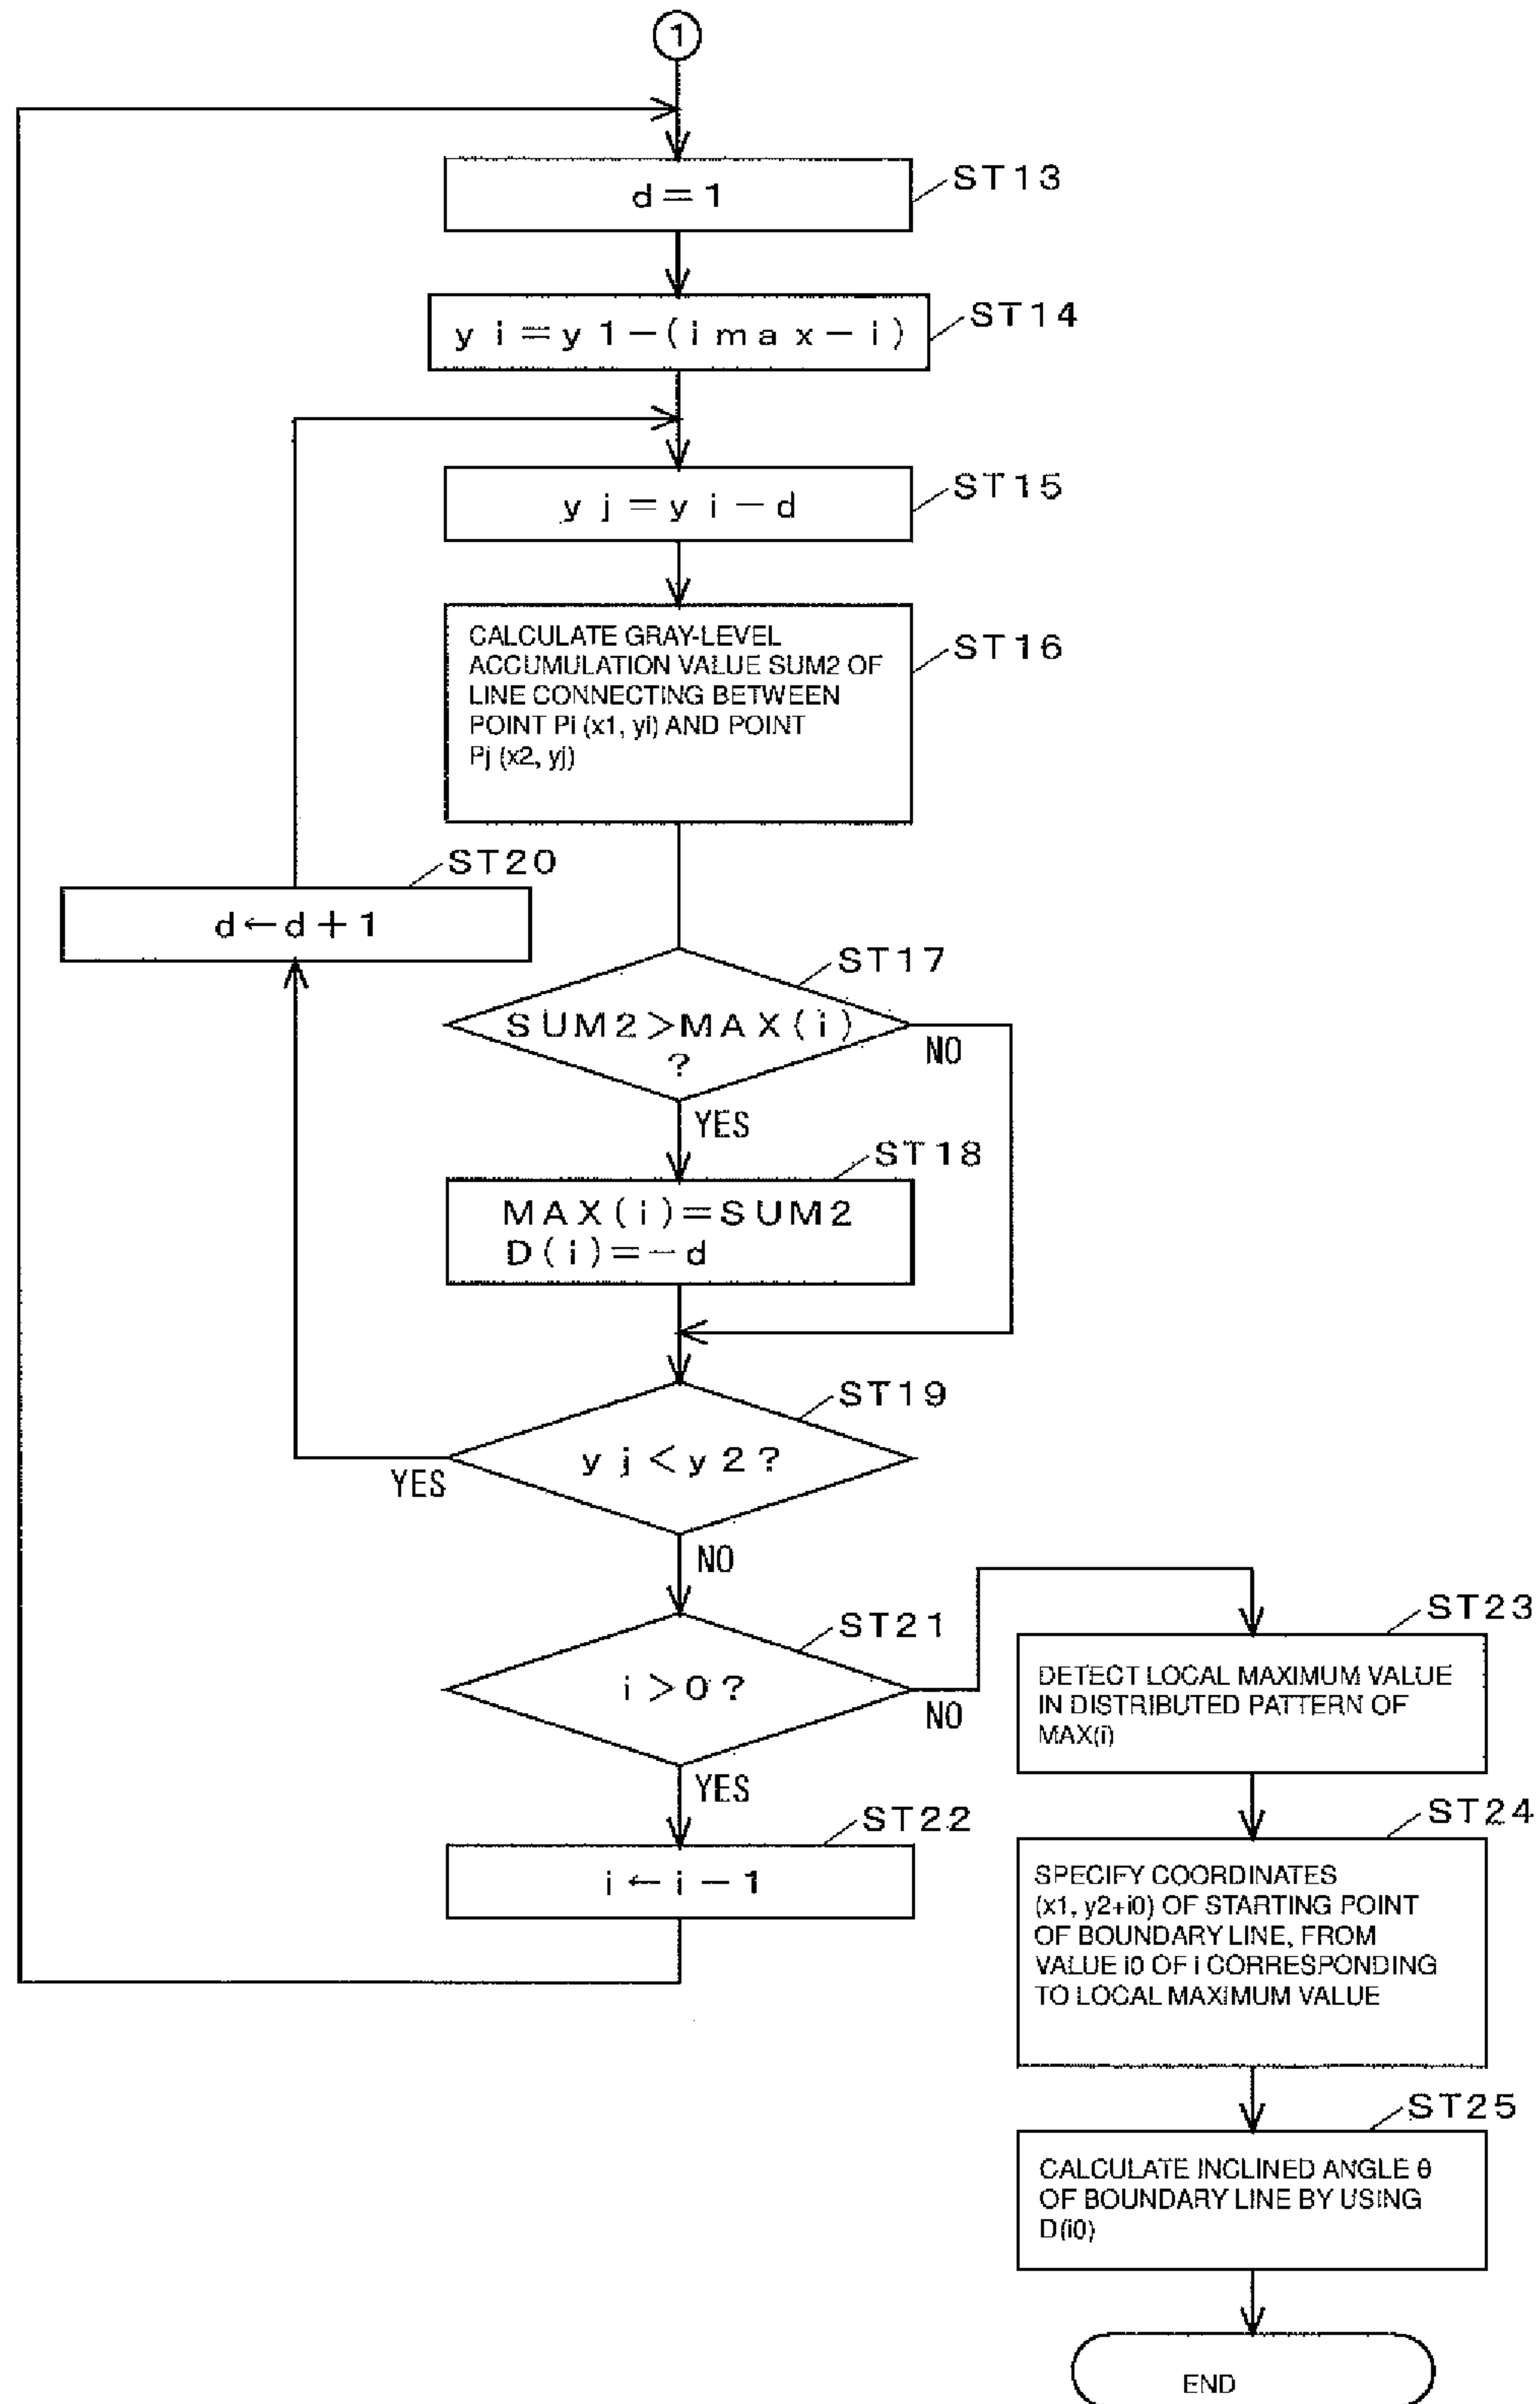 1
ST13
d=1
ST14
yi=y1-(imax-i)
ST15
yj=yi-d
ST16
CALCULATE GRAY-LEVEL
ACCUMULATION VALUE SUM2 OF
LINE CONNECTING BETWEEN
POINT Pi (x1, yi) AND POINT
Pj (x2, yj)
ST20
d←d+1
ST17
SUM2>MAX(i)
?
NO
YES
ST18
MAX(i)=SUM2
D(i)=-d
ST19
yj<y2?
YES
NO
ST21
i>0?
NO
YES
ST22
i←i-1
ST23
DETECT LOCAL MAXIMUM VALUE
IN DISTRIBUTED PATTERN OF
MAX(i)
ST24
SPECIFY COORDINATES
(x1, y2+i0) OF STARTING POINT
OF BOUNDARY LINE, FROM
VALUE i0 OF i CORRESPONDING
TO LOCAL MAXIMUM VALUE
ST25
CALCULATE INCLINED ANGLE θ
OF BOUNDARY LINE BY USING
D(i0)
END